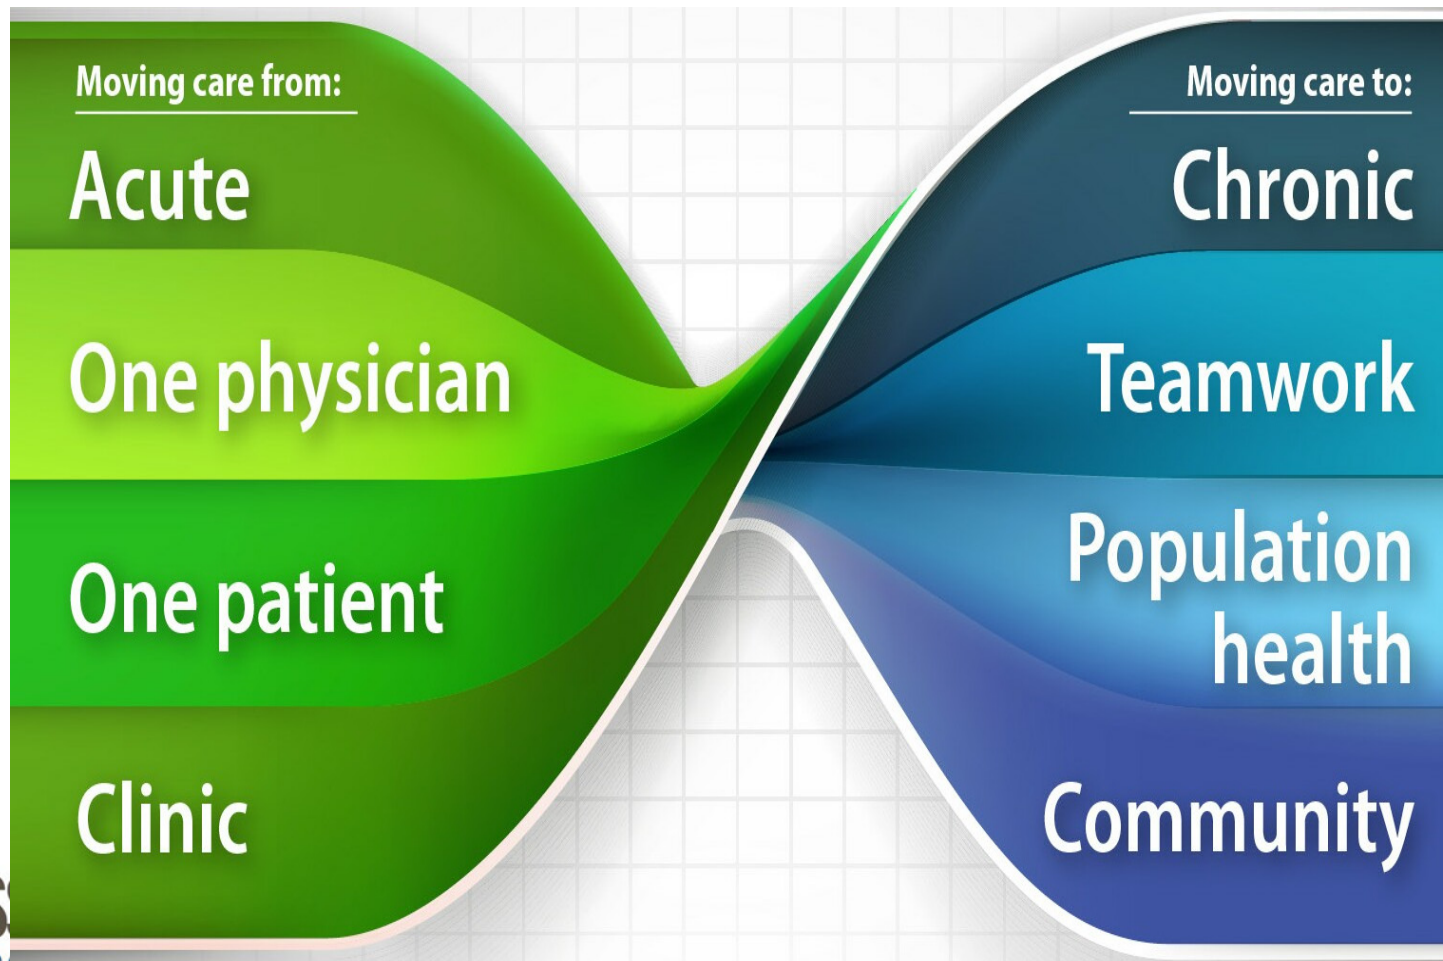 Moving care from:
Acute
One physician
One patient
Clinic
Moving care to:
Chronic
Teamwork
Population
health
Community